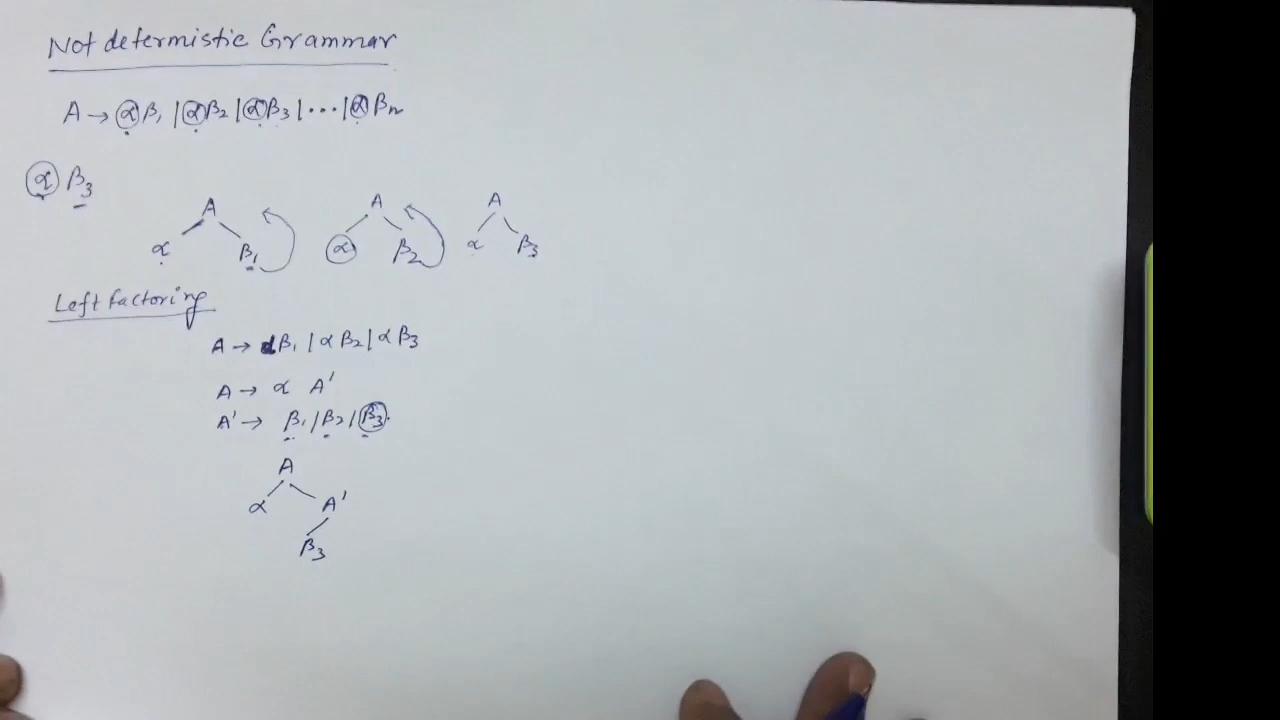 Not determistic Grammar
A → αβ₁ | αβ₂ | αβ₃ | ... | αβₙ
α β₃
A A A
α β₁ α β₂ α β₃
Left factoring
A → αβ₁ | αβ₂ | αβ₃
A → α A'
A' → β₁ | β₂ | β₃.
A
α A'
β₃